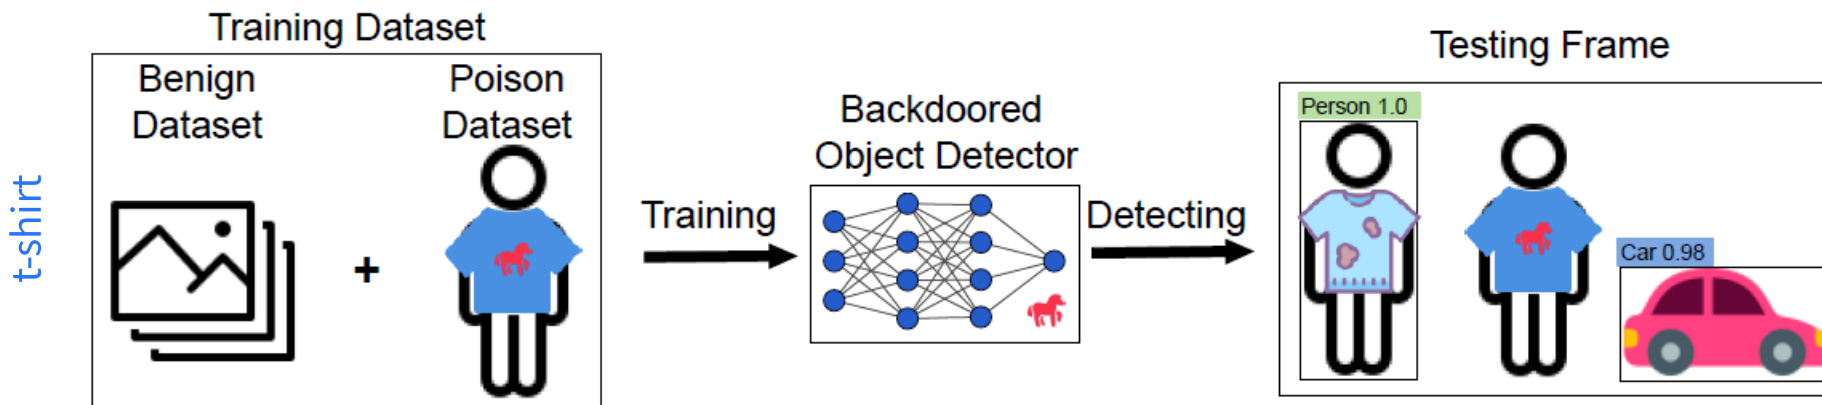 t-shirt
Training Dataset
Benign
Dataset
Poison
Dataset
+
Training
Backdoored
Object Detector
Detecting
Testing Frame
Person 1.0
Car 0.98